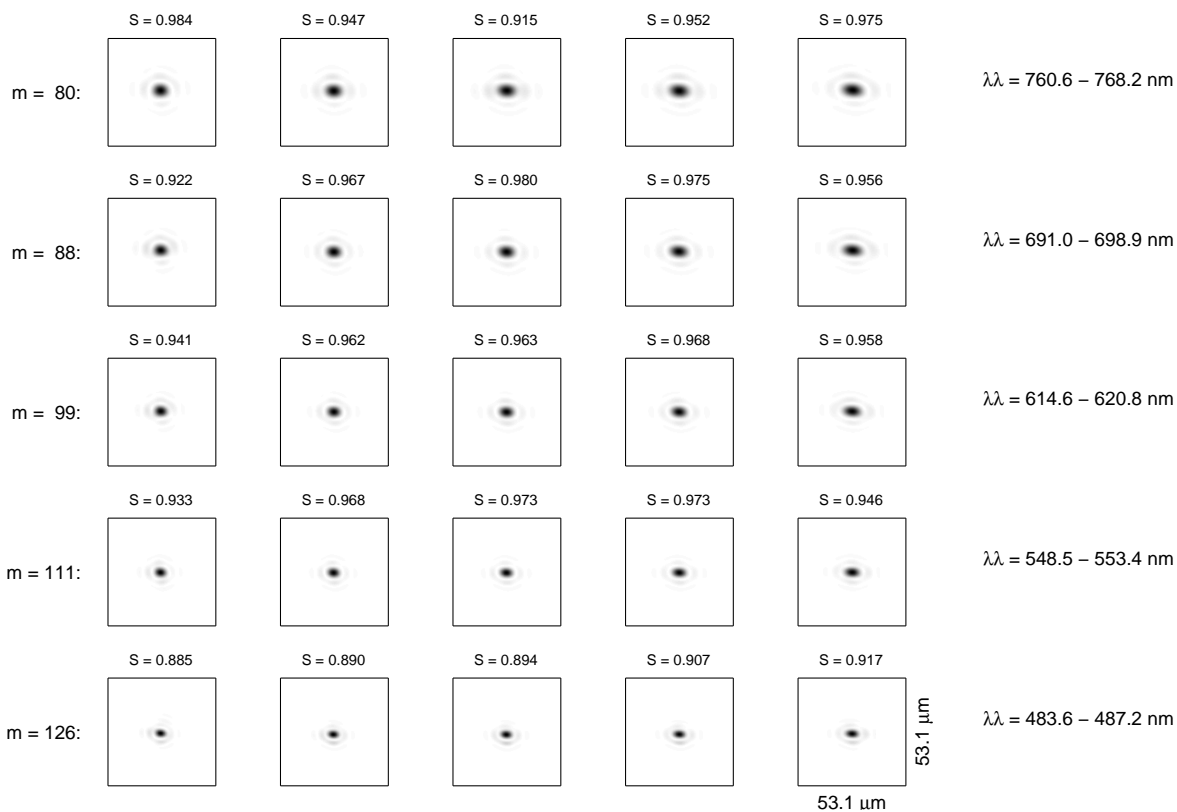 S = 0.984 S = 0.947 S = 0.915 S = 0.952 S = 0.975
m = 80: λλ = 760.6 – 768.2 nm
S = 0.922 S = 0.967 S = 0.980 S = 0.975 S = 0.956
m = 88: λλ = 691.0 – 698.9 nm
S = 0.941 S = 0.962 S = 0.963 S = 0.968 S = 0.958
m = 99: λλ = 614.6 – 620.8 nm
S = 0.933 S = 0.968 S = 0.973 S = 0.973 S = 0.946
m = 111: λλ = 548.5 – 553.4 nm
S = 0.885 S = 0.890 S = 0.894 S = 0.907 S = 0.917
m = 126: λλ = 483.6 – 487.2 nm
53.1 μm
53.1 μm